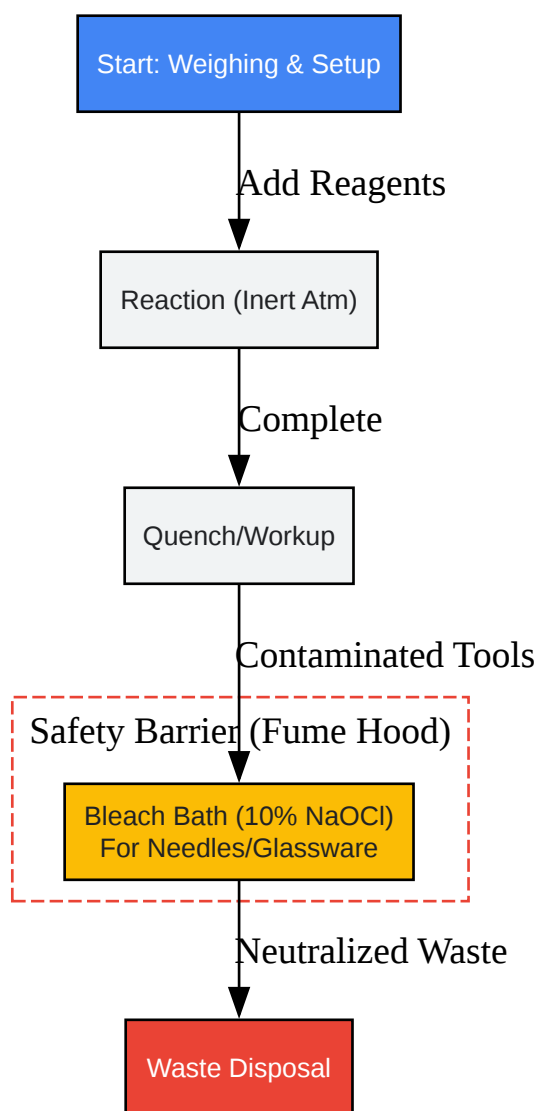 Start: Weighing & Setup
Add Reagents
Reaction (Inert Atm)
Complete
Quench/Workup
Contaminated Tools
Safety Barrier (Fume Hood)
Bleach Bath (10% NaOCl)
For Needles/Glassware
Neutralized Waste
Waste Disposal